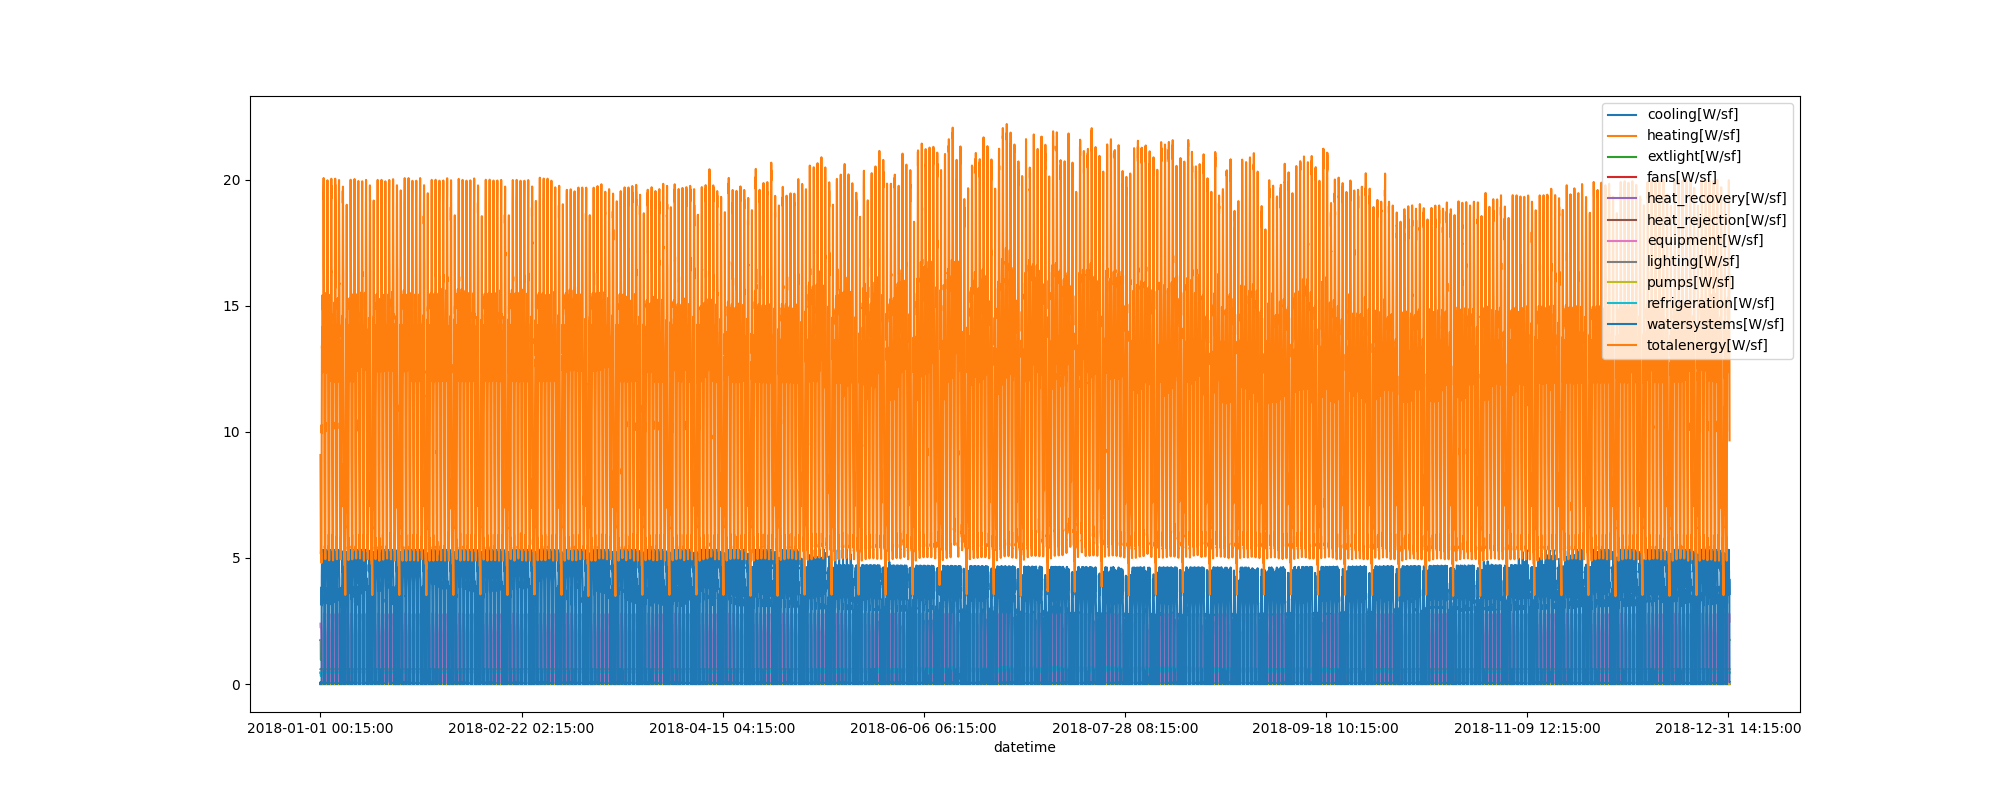 cooling[W/sf]
heating[W/sf]
extlight[W/sf]
fans[W/sf]
heat_recovery[W/sf]
heat_rejection[W/sf]
equipment[W/sf]
lighting[W/sf]
pumps[W/sf]
refrigeration[W/sf]
watersystems[W/sf]
totalenergy[W/sf]
20
15
10
5
0
2018-01-01 00:15:00 2018-02-22 02:15:00 2018-04-15 04:15:00 2018-06-06 06:15:00 2018-07-28 08:15:00 2018-09-18 10:15:00 2018-11-09 12:15:00 2018-12-31 14:15:00
datetime